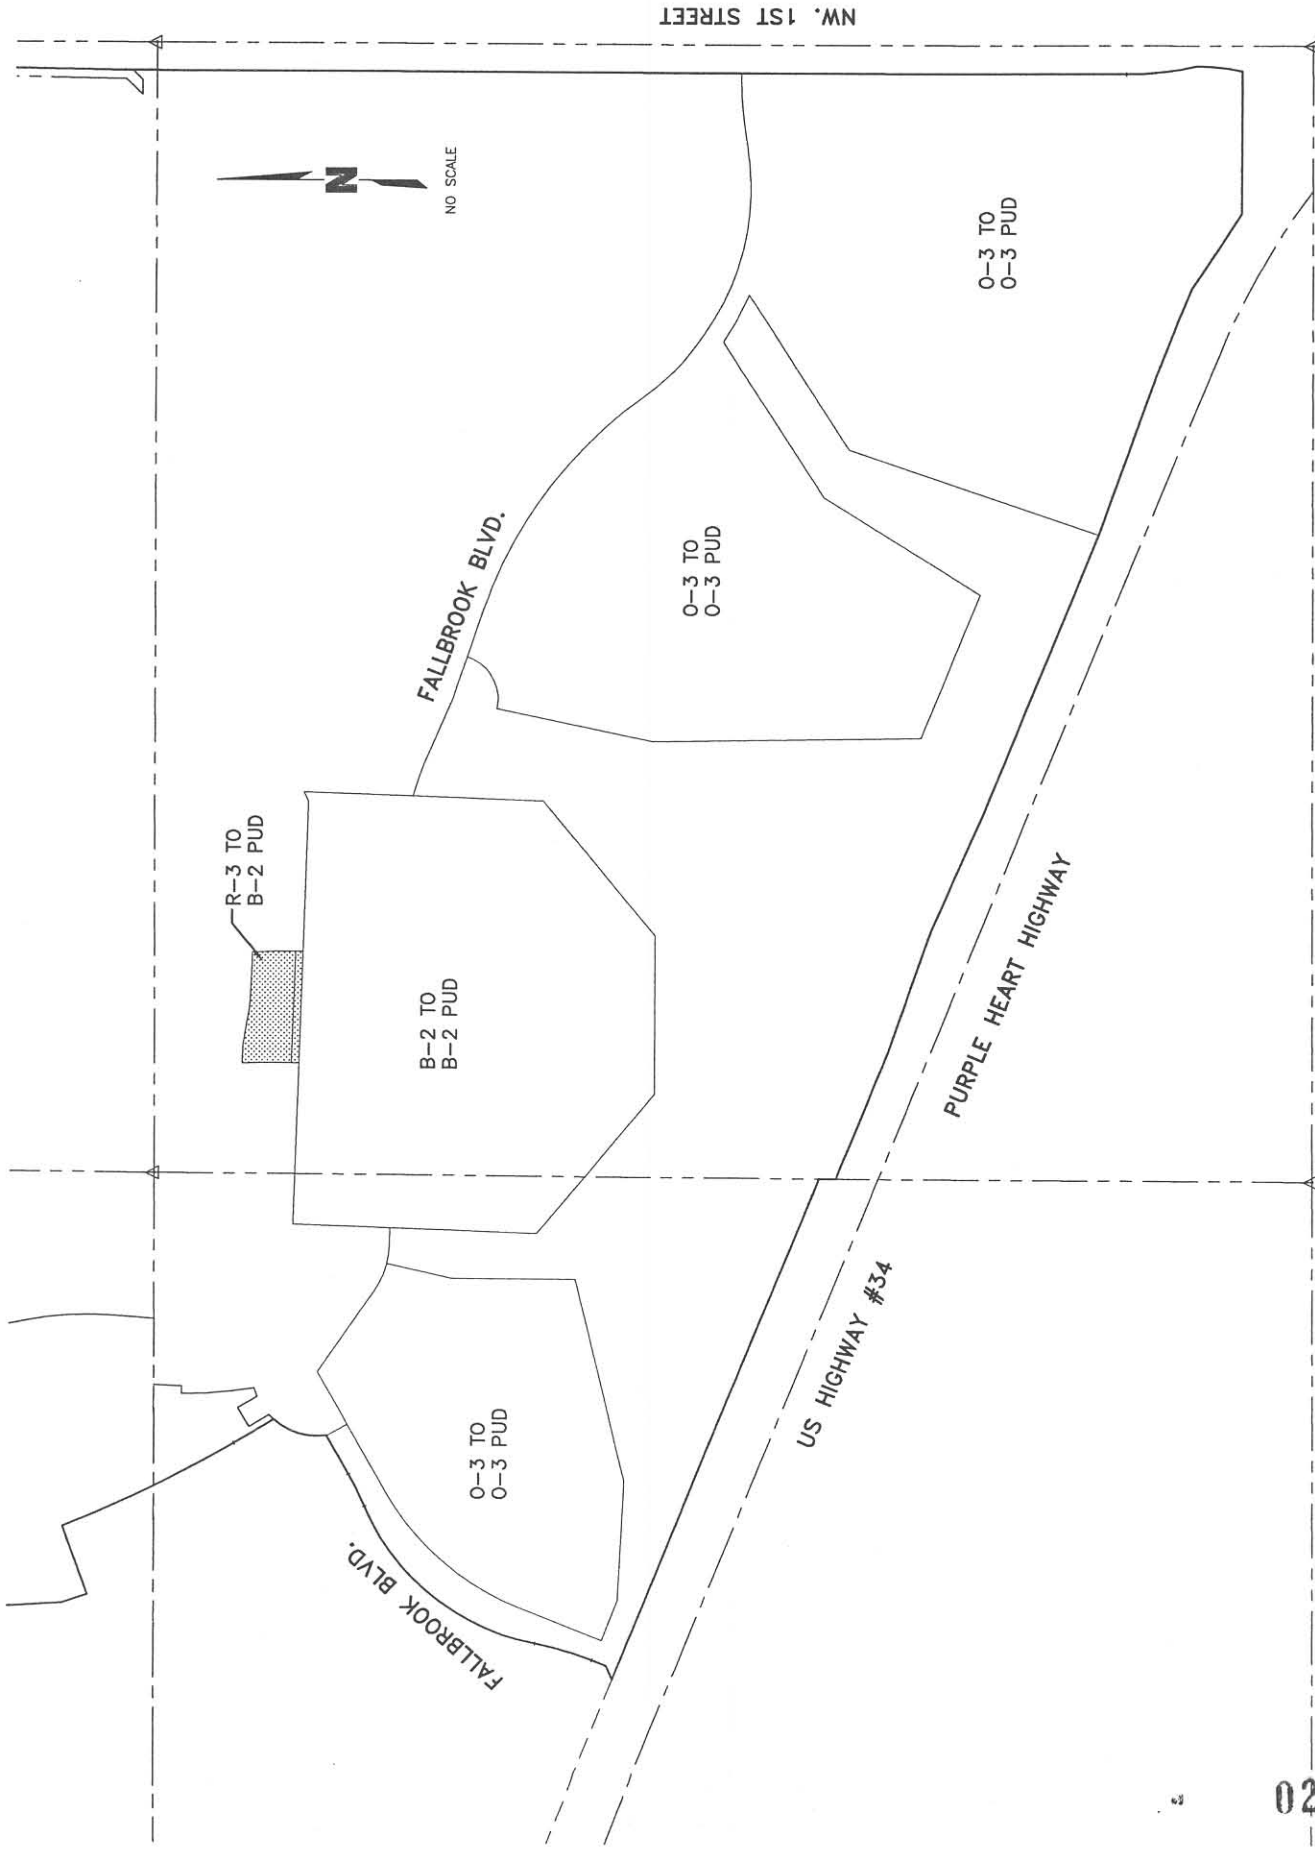 NW. 1ST STREET
N
NO SCALE
R-3 TO
B-2 PUD
FALLBROOK BLVD.
O-3 TO
O-3 PUD
O-3 TO
O-3 PUD
B-2 TO
B-2 PUD
PURPLE HEART HIGHWAY
US HIGHWAY #34
O-3 TO
O-3 PUD
FALLBROOK BLVD.
02